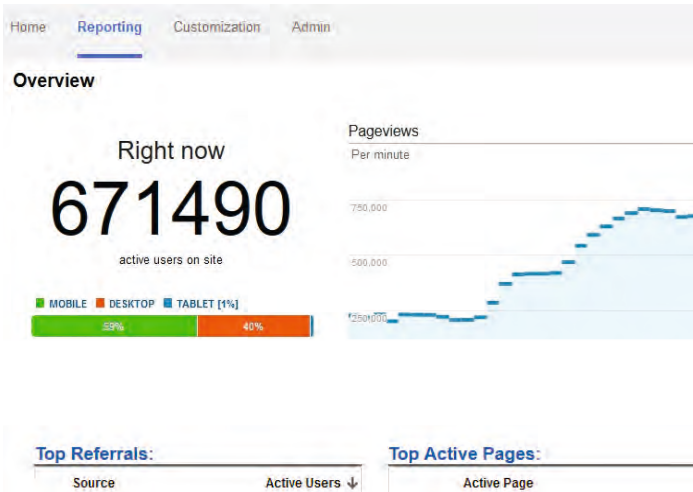 Home Reporting Customization Admin
Overview
Right now
671490
active users on site
MOBILE DESKTOP TABLET [1%]
59% 40%
Pageviews
Per minute
750,000
500,000
250,000
Top Referrals:
Source Active Users ↓
Top Active Pages:
Active Page